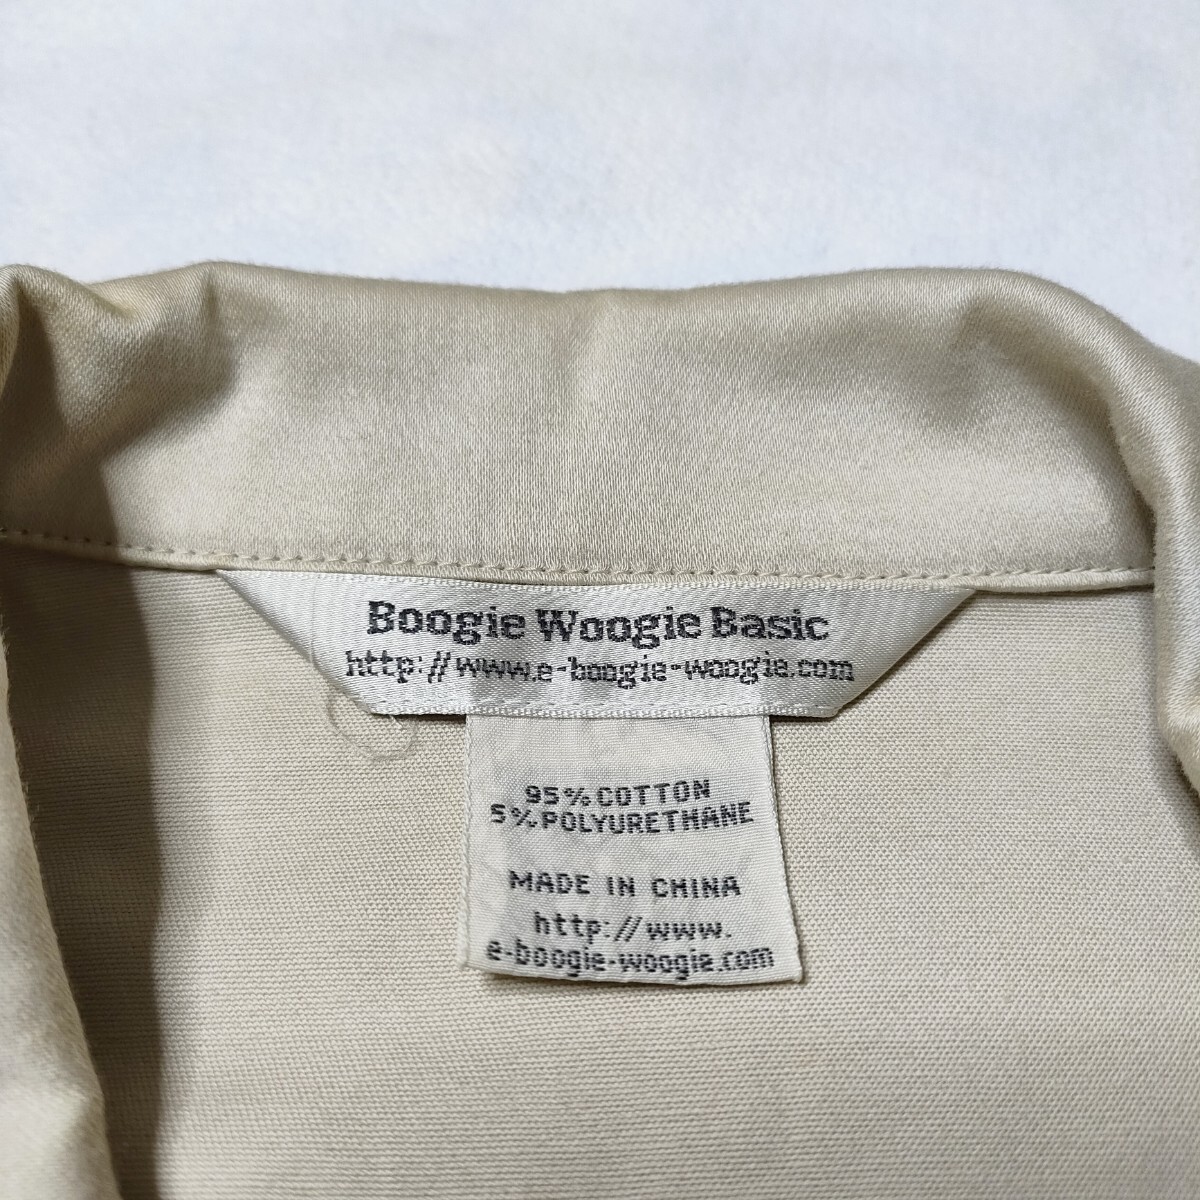 Boogie Woogie Basic
http://www.e-boogie-woogie.com
95% COTTON
5% POLYURETHANE
MADE IN CHINA
http://www.
e-boogie-woogie.com